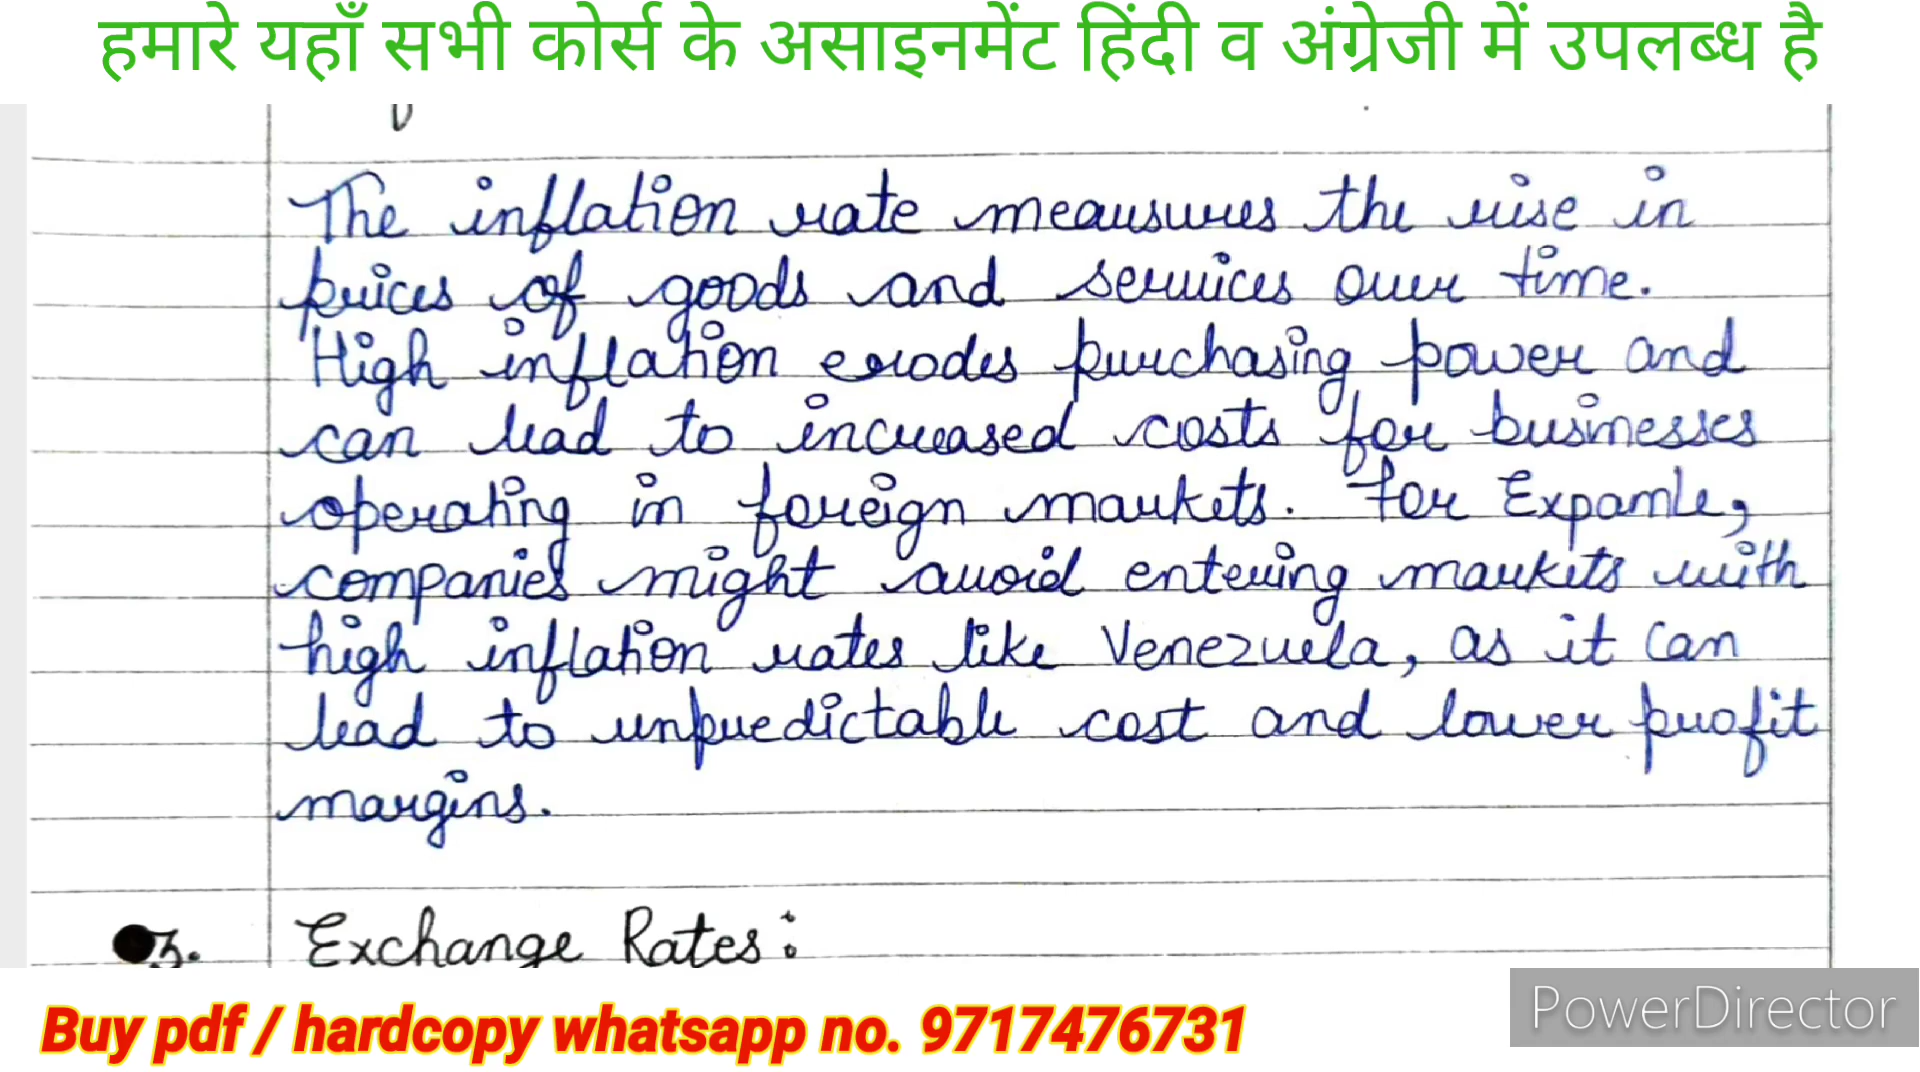 हमारे यहाँ सभी कोर्स के असाइनमेंट हिंदी व अंग्रेजी में उपलब्ध है
The inflation rate meausures the rise in
prices of goods and services over time.
High inflation erodes purchasing power and
can lead to increased costs for businesses
operating in foreign markets. For Expamle,
companies might avoid entering markets with
high inflation rates like Venezuela, as it can
lead to unpredictable cost and lower profit
margins.
3. Exchange Rates:
Buy pdf / hardcopy whatsapp no. 9717476731
PowerDirector